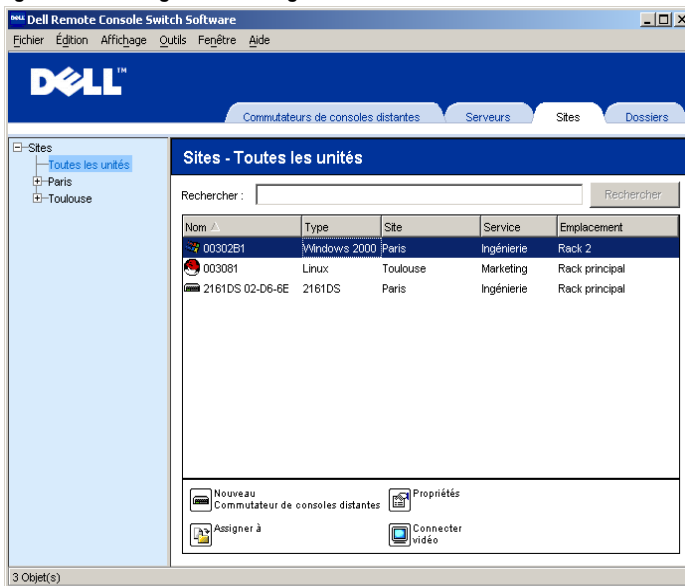 Dell Remote Console Switch Software
Fichier Édition Affichage Outils Fenêtre Aide
DELL™
Commutateurs de consoles distantes Serveurs Sites Dossiers
Sites
Toutes les unités
Paris
Toulouse
Sites - Toutes les unités
Rechercher : Rechercher
Nom Type Site Service Emplacement
00302B1 Windows 2000 Paris Ingénierie Rack 2
003081 Linux Toulouse Marketing Rack principal
2161DS 02-D6-6E 2161DS Paris Ingénierie Rack principal
Nouveau
Commutateur de consoles distantes
Propriétés
Assigner à
Connecter
vidéo
3 Objet(s)